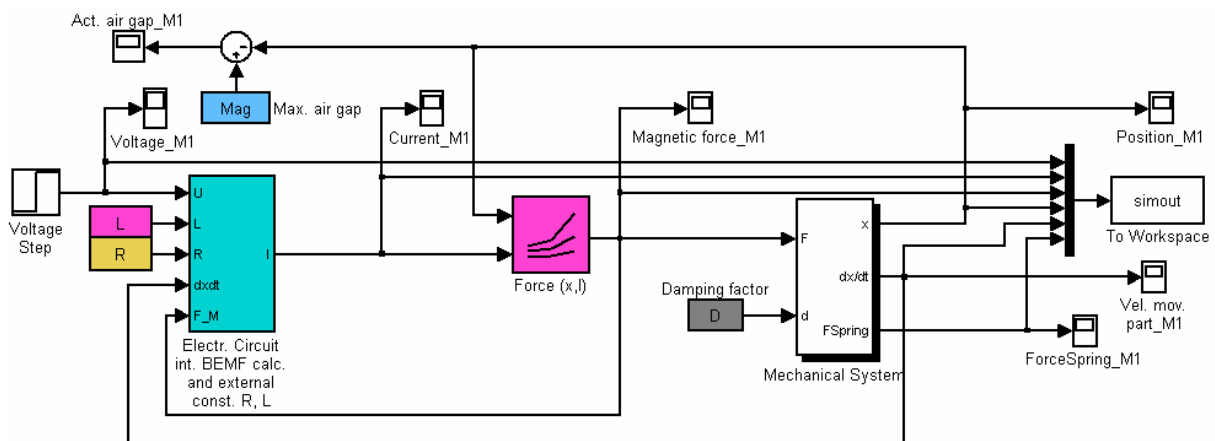 Act. air gap_M1
Mag
Max. air gap
Voltage_M1
Current_M1
Magnetic force_M1
Position_M1
Voltage
Step
L
R
U
L
R
dxdt
F_M
I
Electr. Circuit
int. BEMF calc.
and external
const. R, L
Force (x,I)
Damping factor
D
F
d
x
dx/dt
FSpring
Mechanical System
simout
To Workspace
Vel. mov.
part_M1
ForceSpring_M1